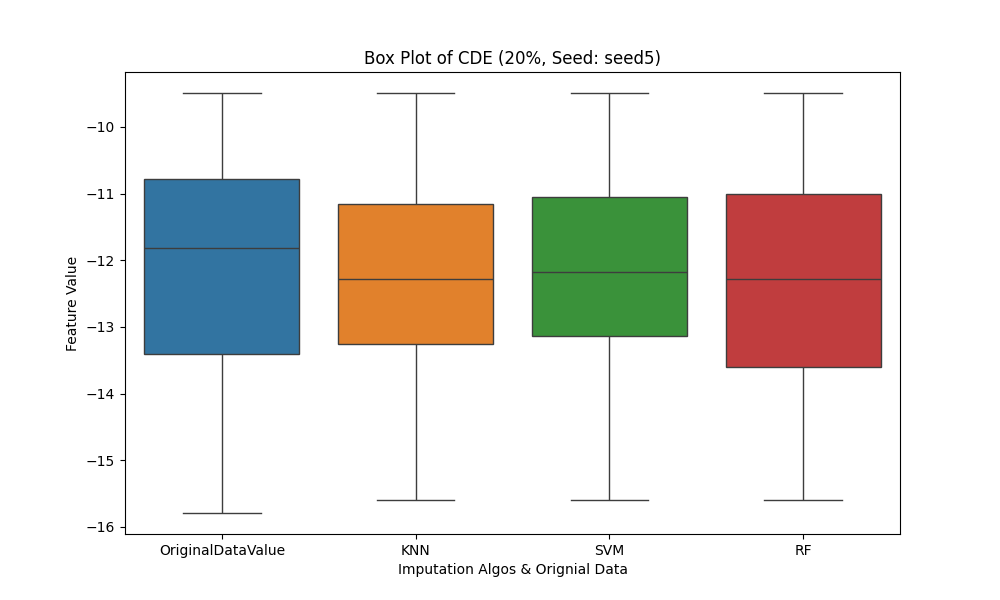 Box Plot of CDE (20%, Seed: seed5)
Feature Value
−10
−11
−12
−13
−14
−15
−16
OriginalDataValue KNN SVM RF
Imputation Algos & Orignial Data